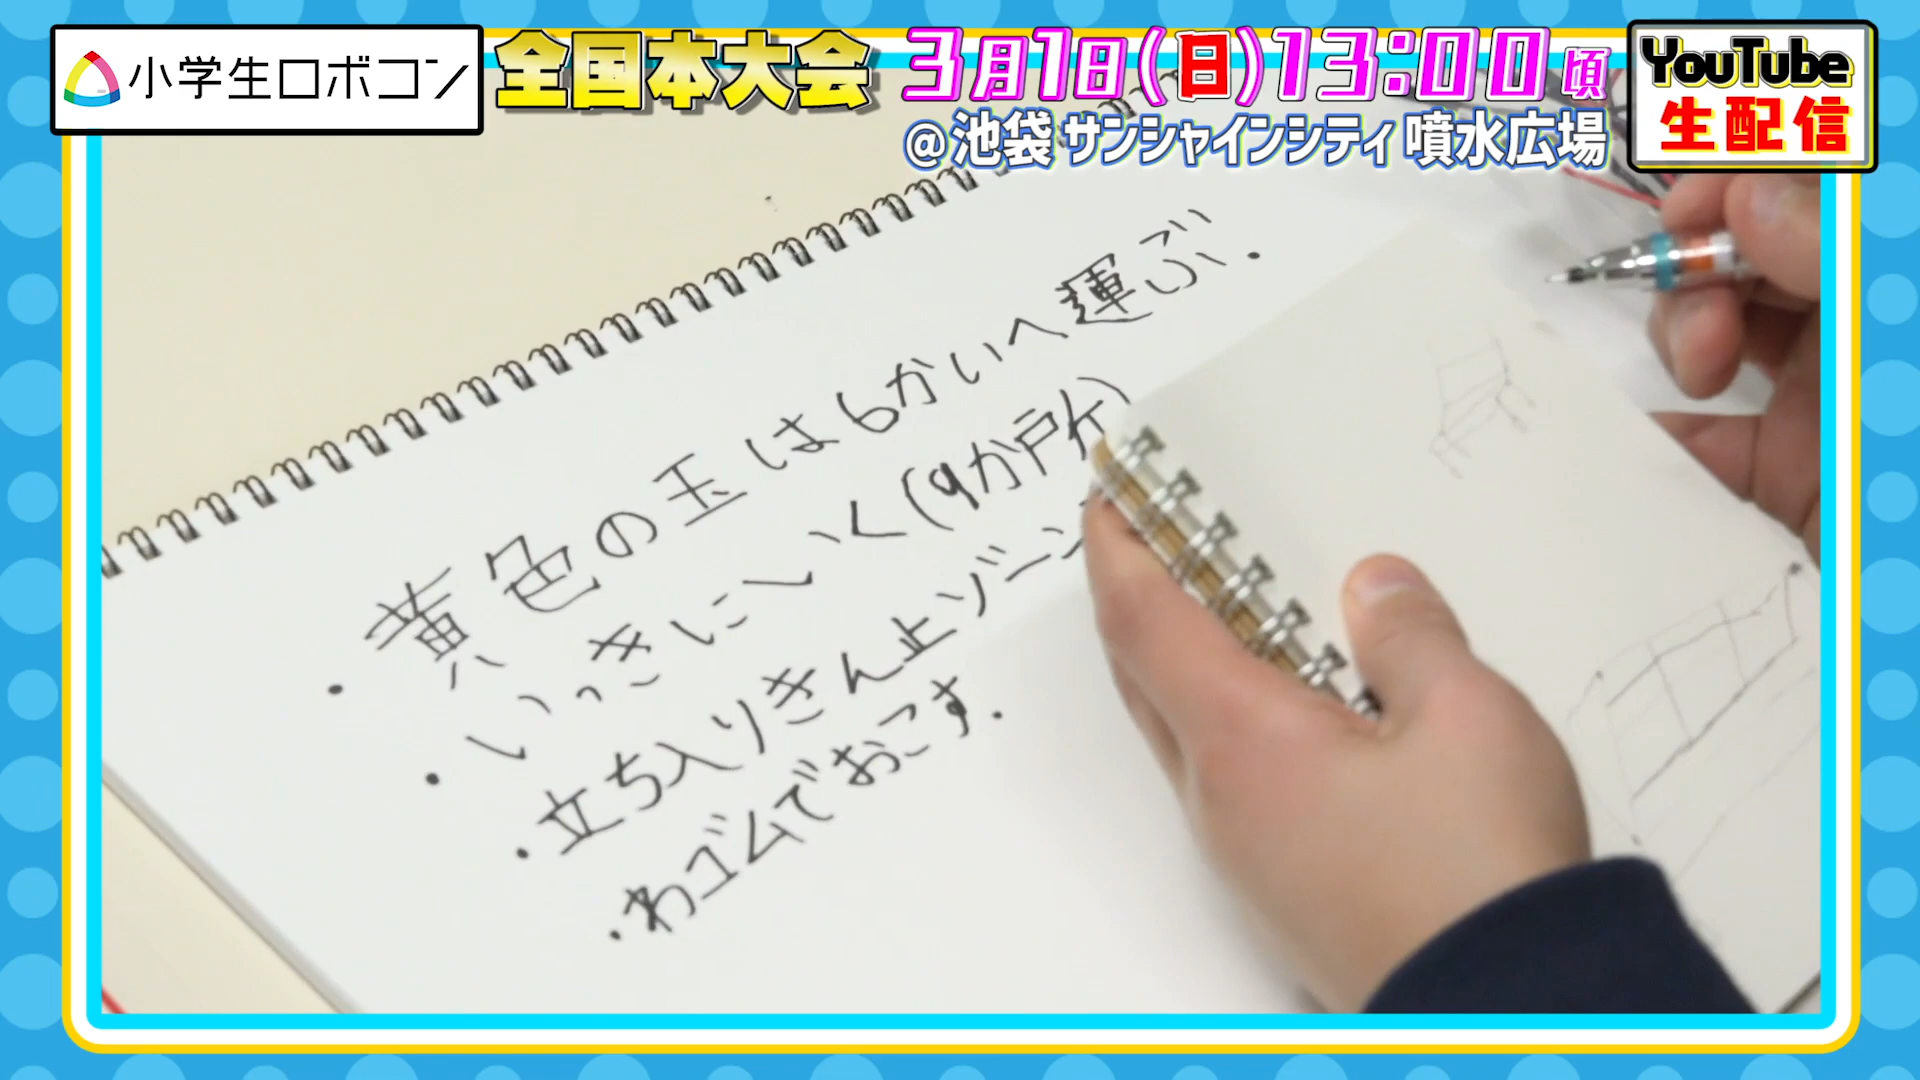 小学生ロボコン
全国本大会
3月1日(日)13:00頃
@池袋サンシャインシティ噴水広場
YouTube
生配信
・黄色の玉は6かいへ運ぶ.
・いっきにいく(9か戸所)
・立ち入りきん止ゾーン
・わゴムでおこす.